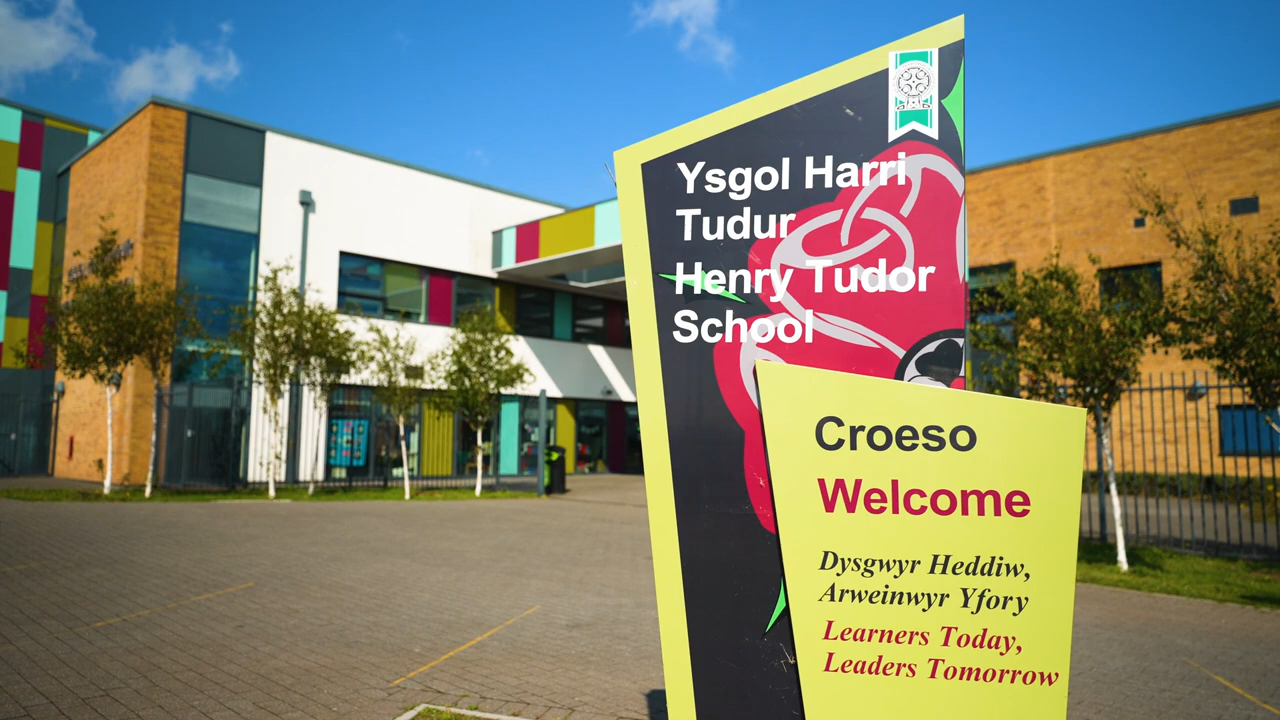 Ysgol Harri
Tudur
Henry Tudor
School
Croeso
Welcome
Dysgwyr Heddiw,
Arweinwyr Yfory
Learners Today,
Leaders Tomorrow